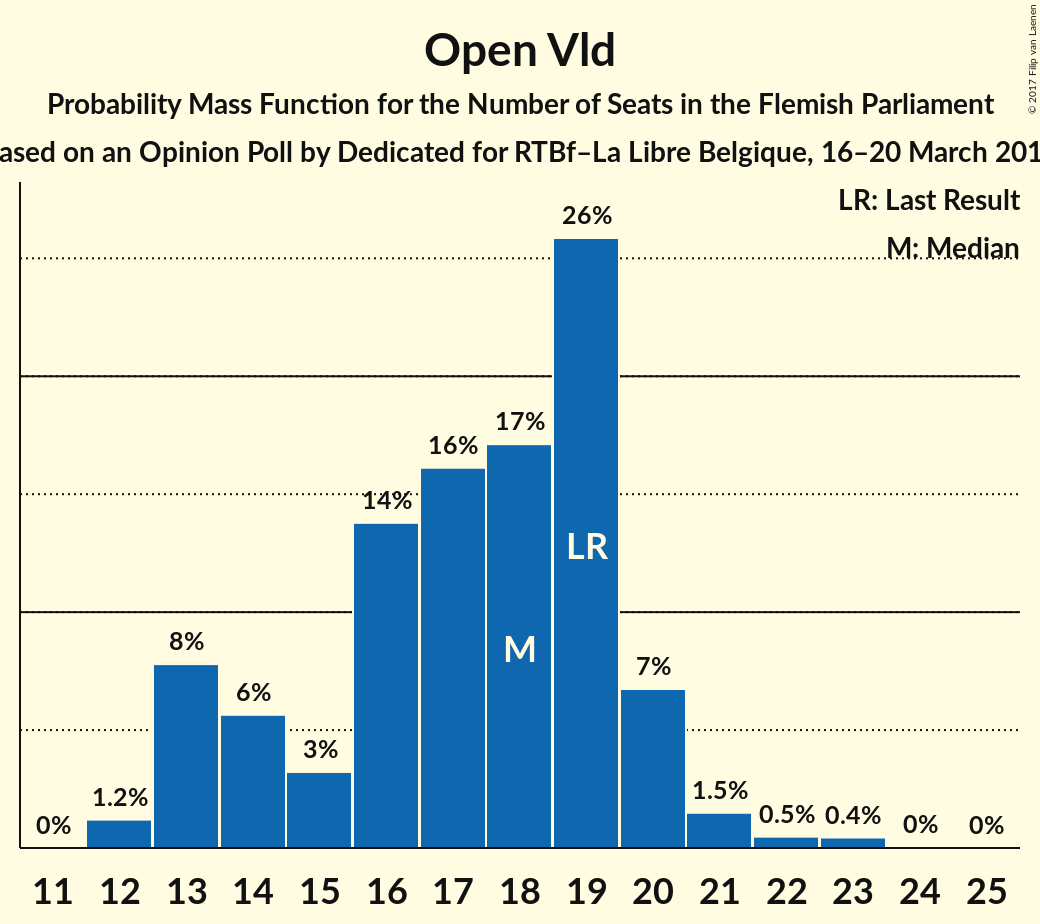 Open Vld
Probability Mass Function for the Number of Seats in the Flemish Parliament
ased on an Opinion Poll by Dedicated for RTBf–La Libre Belgique, 16–20 March 201
© 2017 Filip van Laenen
LR: Last Result
M: Median
0%
1.2%
8%
6%
3%
14%
16%
17%
26%
7%
1.5%
0.5%
0.4%
0%
0%
M
LR
11 12 13 14 15 16 17 18 19 20 21 22 23 24 25